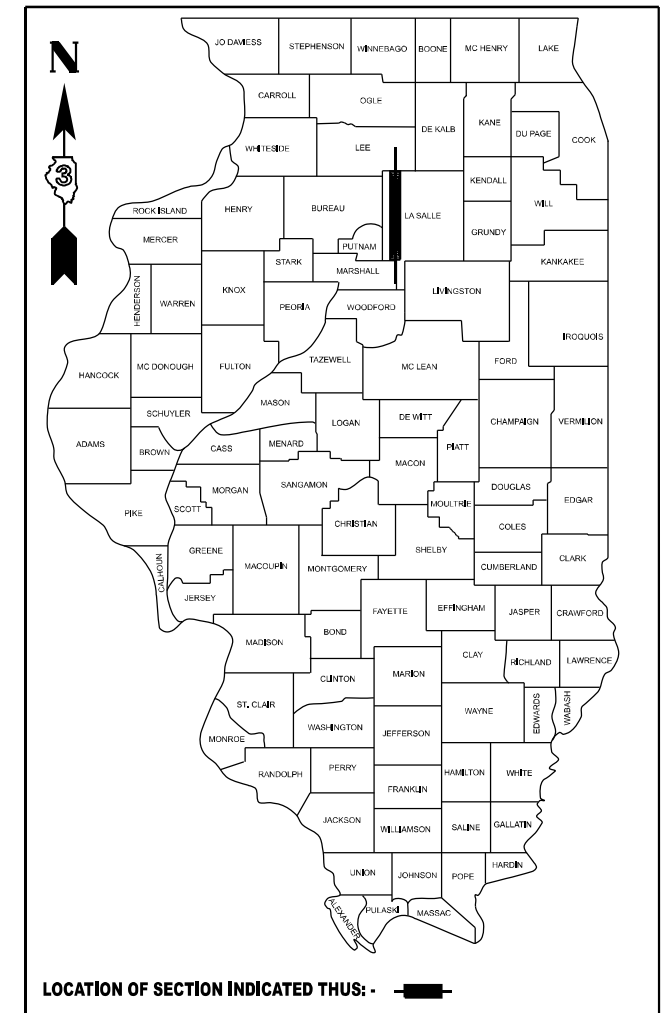 JO DAVIESS STEPHENSON WINNEBAGO BOONE MC HENRY LAKE
N
CARROLL OGLE
DE KALB KANE DU PAGE COOK
WHITESIDE LEE
3
KENDALL WILL
ROCK ISLAND HENRY BUREAU LA SALLE
MERCER PUTNAM GRUNDY
STARK MARSHALL KANKAKEE
HENDERSON WARREN KNOX PEORIA WOODFORD LIVINGSTON
IROQUOIS
HANCOCK MC DONOUGH FULTON TAZEWELL MC LEAN FORD
SCHUYLER MASON LOGAN DE WITT CHAMPAIGN VERMILION
ADAMS BROWN CASS MENARD PIATT
MACON
PIKE SCOTT MORGAN SANGAMON MOULTRIE DOUGLAS EDGAR
CHRISTIAN COLES
CALHOUN GREENE MACOUPIN MONTGOMERY SHELBY CUMBERLAND CLARK
JERSEY
FAYETTE EFFINGHAM JASPER CRAWFORD
MADISON BOND
CLAY RICHLAND LAWRENCE
CLINTON MARION
ST. CLAIR WAYNE EDWARDS WABASH
MONROE WASHINGTON JEFFERSON
RANDOLPH PERRY HAMILTON WHITE
FRANKLIN
JACKSON WILLIAMSON SALINE GALLATIN
UNION JOHNSON POPE HARDIN
ALEXANDER PULASKI MASSAC
LOCATION OF SECTION INDICATED THUS: -